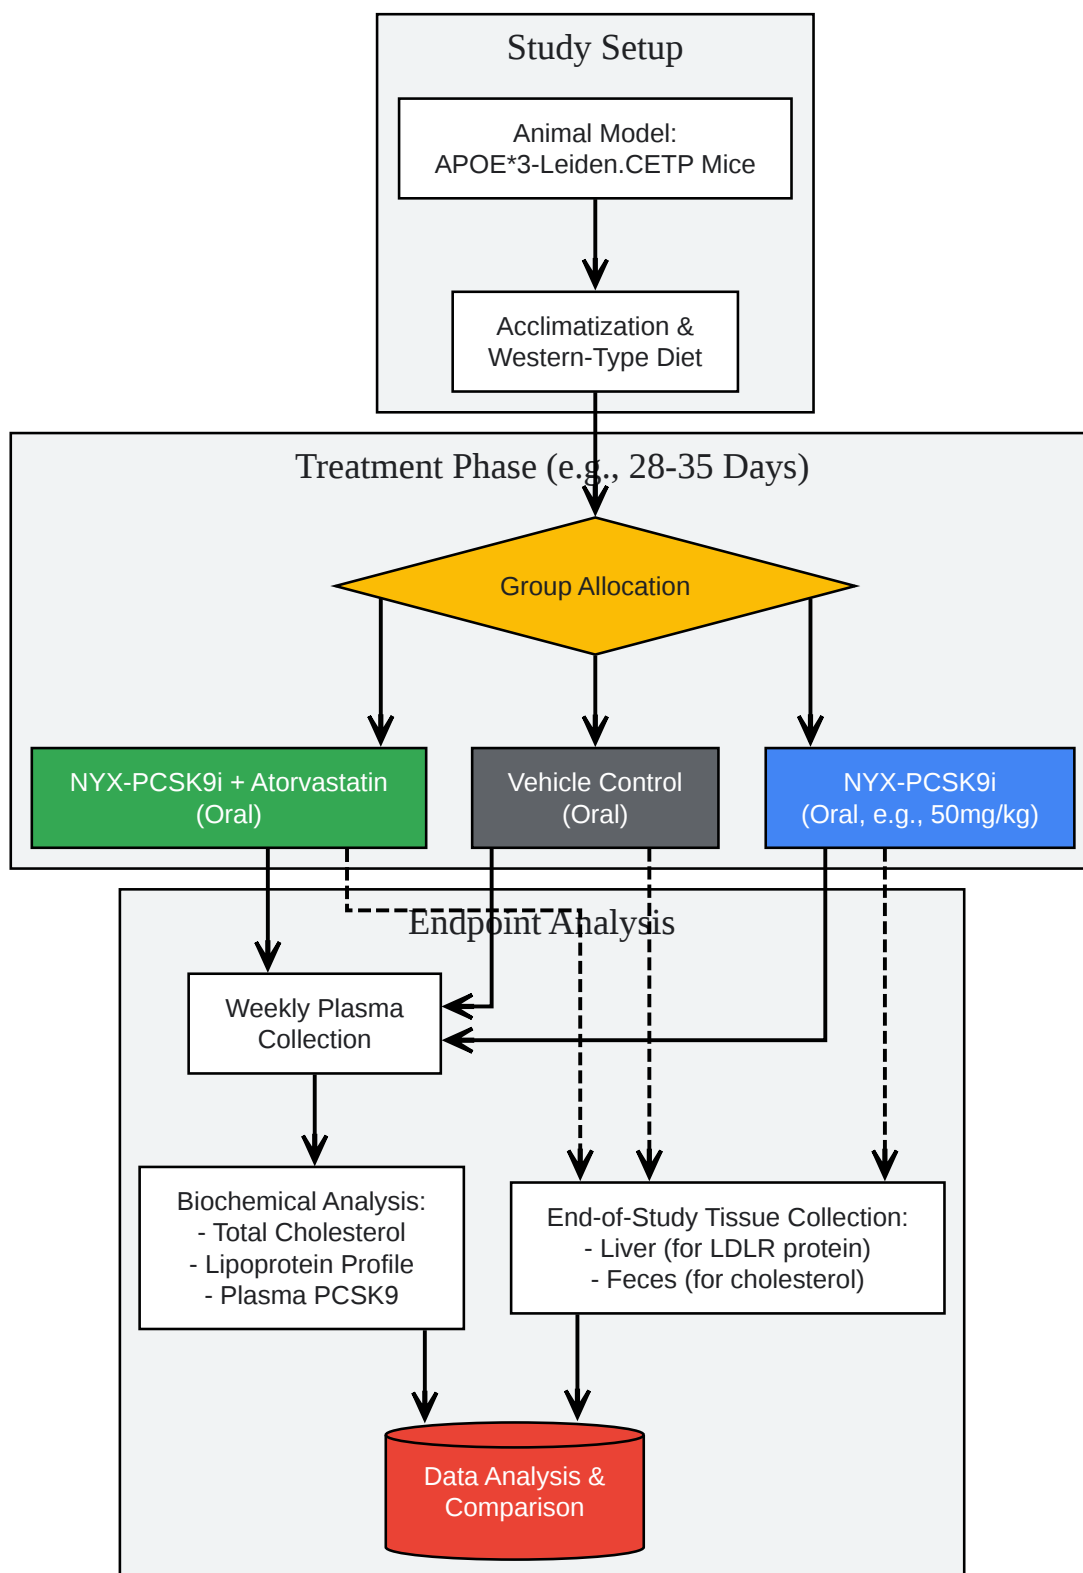 Study Setup
Animal Model:
APOE*3-Leiden.CETP Mice
Acclimatization &
Western-Type Diet
Treatment Phase (e.g., 28-35 Days)
Group Allocation
NYX-PCSK9i + Atorvastatin
(Oral)
Vehicle Control
(Oral)
NYX-PCSK9i
(Oral, e.g., 50mg/kg)
Endpoint Analysis
Weekly Plasma
Collection
Biochemical Analysis:
- Total Cholesterol
- Lipoprotein Profile
- Plasma PCSK9
End-of-Study Tissue Collection:
- Liver (for LDLR protein)
- Feces (for cholesterol)
Data Analysis &
Comparison